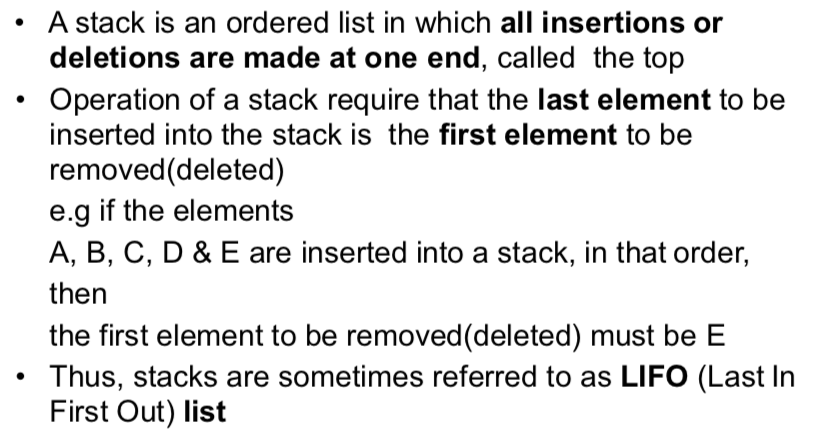 • A stack is an ordered list in which all insertions or
deletions are made at one end, called the top
• Operation of a stack require that the last element to be
inserted into the stack is the first element to be
removed(deleted)
e.g if the elements
A, B, C, D & E are inserted into a stack, in that order,
then
the first element to be removed(deleted) must be E
• Thus, stacks are sometimes referred to as LIFO (Last In
First Out) list